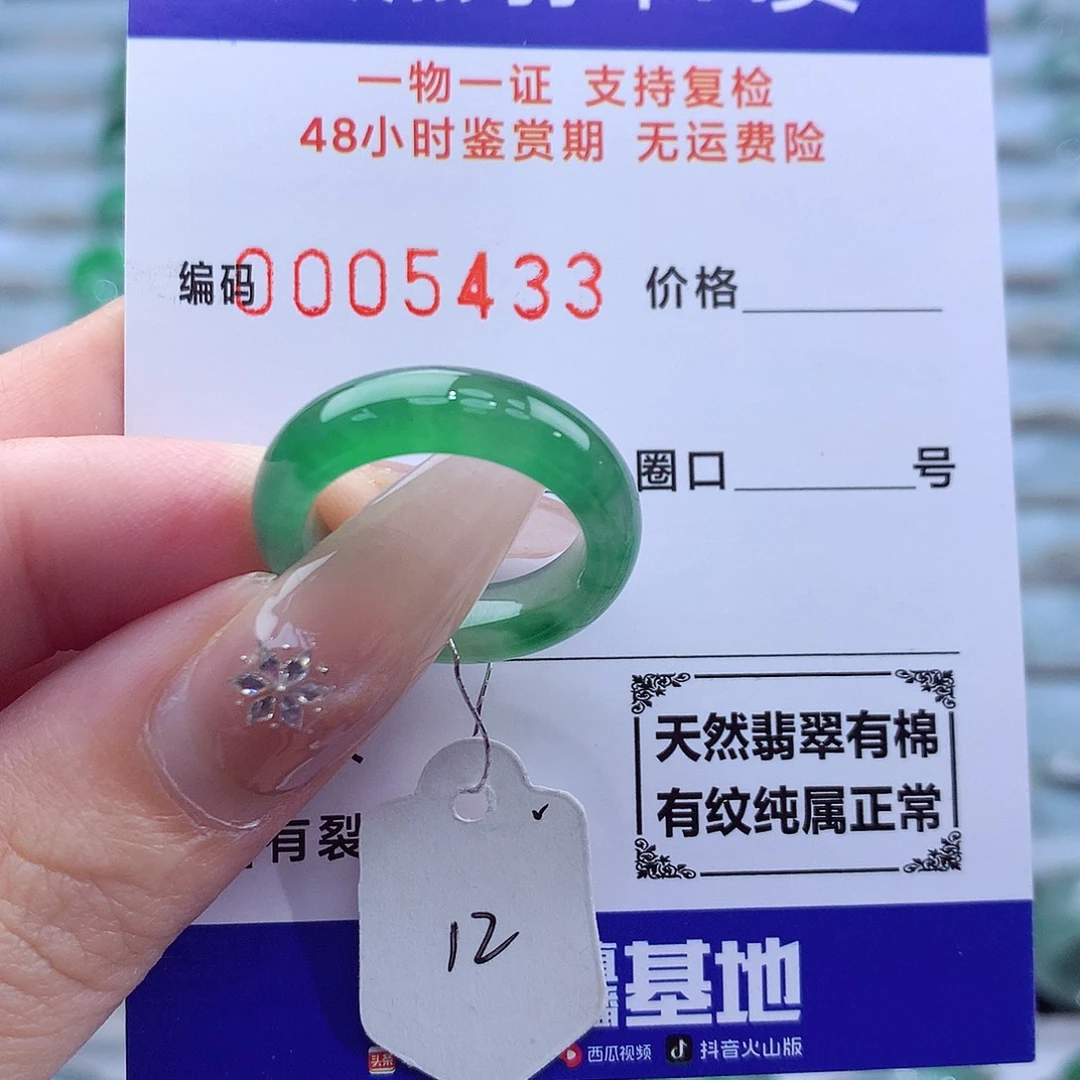 一物一证 支持复检
48小时鉴赏期 无运费险
编码0005433 价格
圈口 号
天然翡翠有棉
有纹纯属正常
有裂
12
基地
头条 西瓜视频 抖音火山版